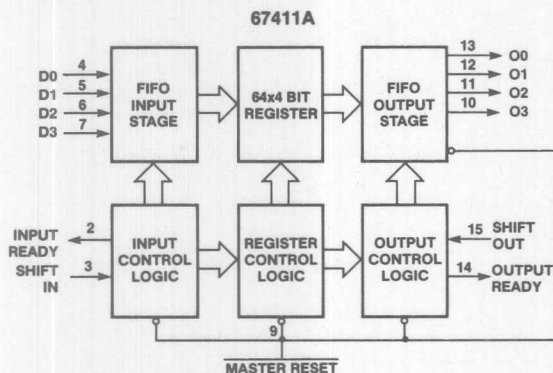 67411A
D0 4
D1 5
D2 6
D3 7
FIFO
INPUT
STAGE
64x4 BIT
REGISTER
FIFO
OUTPUT
STAGE
13 O0
12 O1
11 O2
10 O3
INPUT
READY
2
SHIFT
IN
3
INPUT
CONTROL
LOGIC
REGISTER
CONTROL
LOGIC
OUTPUT
CONTROL
LOGIC
15 SHIFT
OUT
14 OUTPUT
READY
9
MASTER RESET